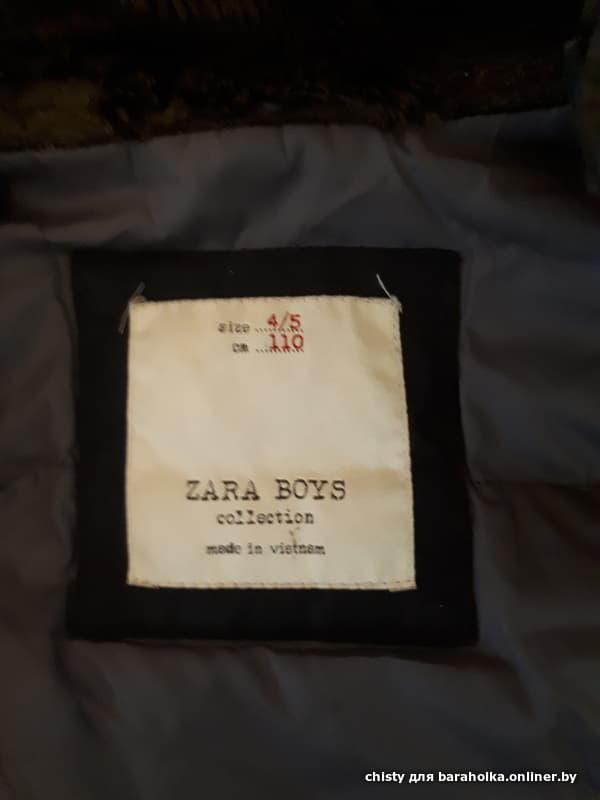 size ....4/5
cm ...110
ZARA BOYS
collection
made in vietnam
chisty для baraholka.onliner.by